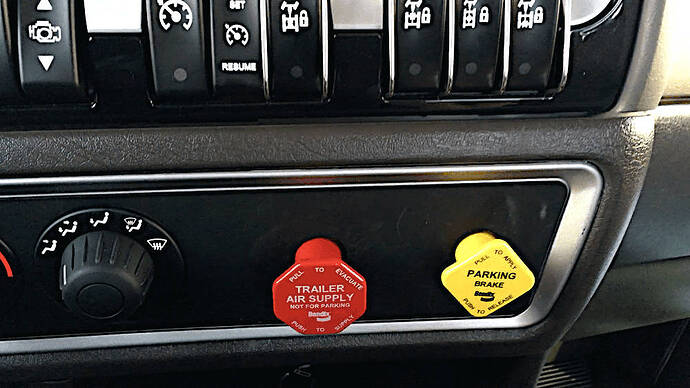 SET
RESUME
PULL TO EVACUATE
TRAILER
AIR SUPPLY
NOT FOR PARKING
Bendix
PUSH TO SUPPLY
PULL TO APPLY
PARKING
BRAKE
Bendix
PUSH TO RELEASE